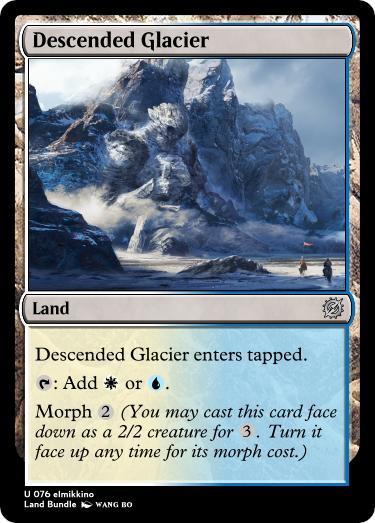 Descended Glacier
Land
Descended Glacier enters tapped.
: Add or .
Morph 2 (You may cast this card face
down as a 2/2 creature for 3. Turn it
face up any time for its morph cost.)
U 076 elmikkino
Land Bundle WANG BO